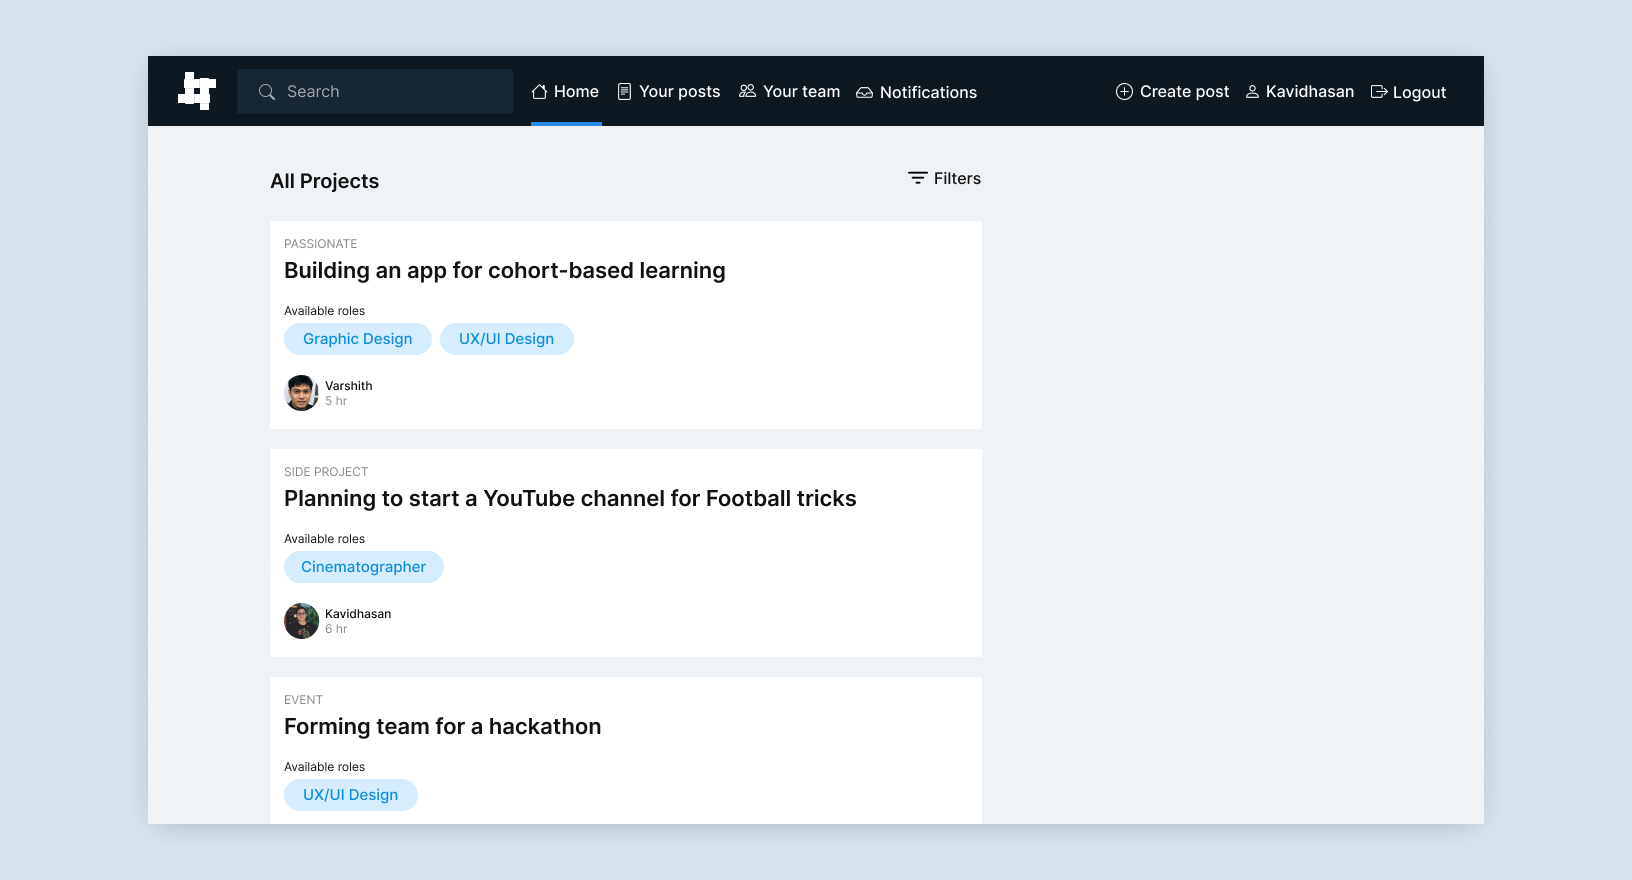 Search Home Your posts Your team Notifications Create post Kavidhasan Logout
All Projects Filters
PASSIONATE
Building an app for cohort-based learning
Available roles
Graphic Design UX/UI Design
Varshith
5 hr
SIDE PROJECT
Planning to start a YouTube channel for Football tricks
Available roles
Cinematographer
Kavidhasan
6 hr
EVENT
Forming team for a hackathon
Available roles
UX/UI Design